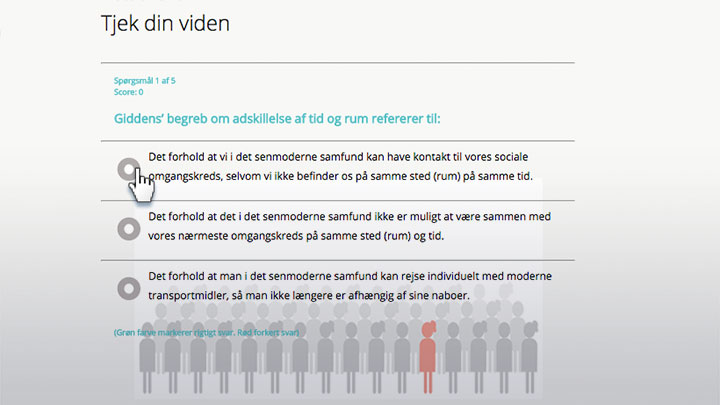 Tjek din viden
Spørgsmål 1 af 5
Score: 0
Giddens' begreb om adskillelse af tid og rum refererer til:
Det forhold at vi i det senmoderne samfund kan have kontakt til vores sociale
omgangskreds, selvom vi ikke befinder os på samme sted (rum) på samme tid.
Det forhold at det i det senmoderne samfund ikke er muligt at være sammen med
vores nærmeste omgangskreds på samme sted (rum) og tid.
Det forhold at man i det senmoderne samfund kan rejse individuelt med moderne
transportmidler, så man ikke længere er afhængig af sine naboer.
(Grøn farve markerer rigtigt svar. Rød forkert svar)